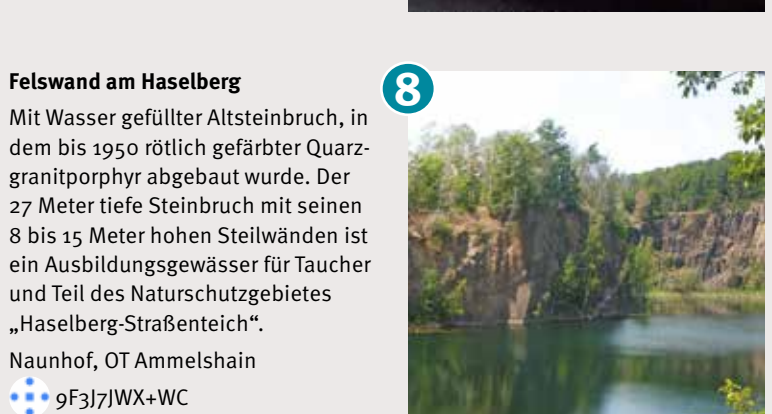 Felswand am Haselberg
8
Mit Wasser gefüllter Altsteinbruch, in
dem bis 1950 rötlich gefärbter Quarz-
granitporphyr abgebaut wurde. Der
27 Meter tiefe Steinbruch mit seinen
8 bis 15 Meter hohen Steilwänden ist
ein Ausbildungsgewässer für Taucher
und Teil des Naturschutzgebietes
„Haselberg-Straßenteich“.
Naunhof, OT Ammelshain
9F3J7JWX+WC